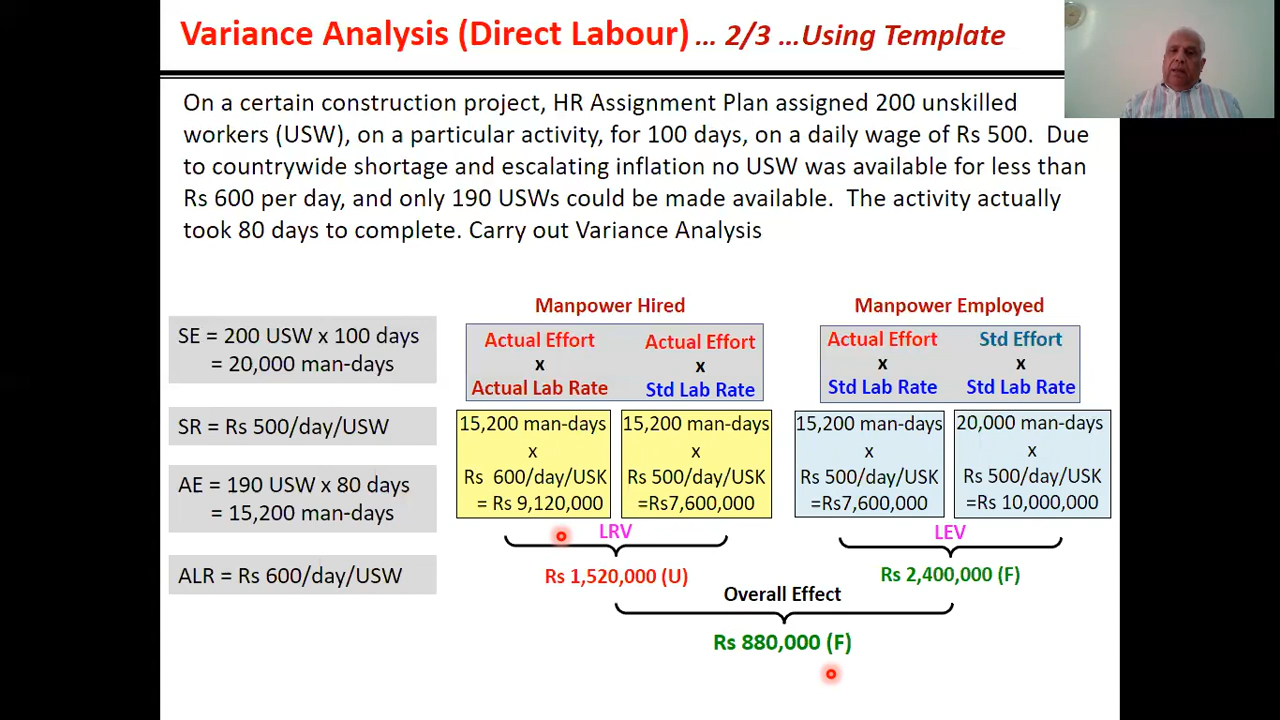 Variance Analysis (Direct Labour) ... 2/3 ...Using Template
On a certain construction project, HR Assignment Plan assigned 200 unskilled
workers (USW), on a particular activity, for 100 days, on a daily wage of Rs 500.  Due
to countrywide shortage and escalating inflation no USW was available for less than
Rs 600 per day, and only 190 USWs could be made available.  The activity actually
took 80 days to complete. Carry out Variance Analysis
SE = 200 USW x 100 days
= 20,000 man-days
SR = Rs 500/day/USW
AE = 190 USW x 80 days
= 15,200 man-days
ALR = Rs 600/day/USW
Manpower Hired
Actual Effort
x
Actual Lab Rate
Actual Effort
x
Std Lab Rate
15,200 man-days
x
Rs  600/day/USK
= Rs 9,120,000
15,200 man-days
x
Rs 500/day/USK
=Rs7,600,000
LRV
Rs 1,520,000 (U)
Manpower Employed
Actual Effort
x
Std Lab Rate
Std Effort
x
Std Lab Rate
15,200 man-days
x
Rs 500/day/USK
=Rs7,600,000
20,000 man-days
x
Rs 500/day/USK
=Rs 10,000,000
LEV
Rs 2,400,000 (F)
Overall Effect
Rs 880,000 (F)